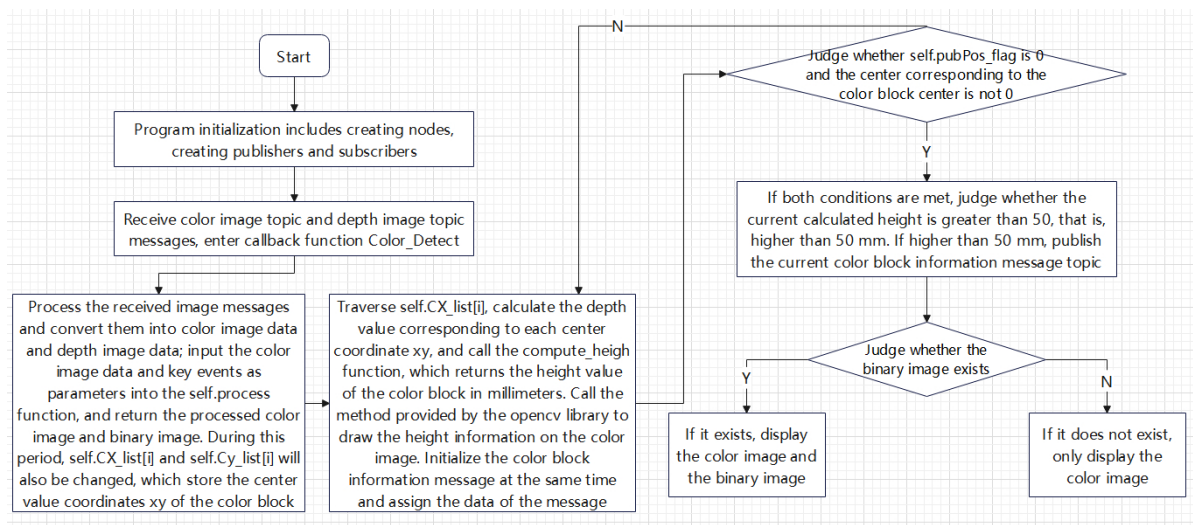 Start
Program initialization includes creating nodes,
creating publishers and subscribers
Receive color image topic and depth image topic
messages, enter callback function Color_Detect
Process the received image messages
and convert them into color image data
and depth image data; input the color
image data and key events as
parameters into the self.process
function, and return the processed color
image and binary image. During this
period, self.CX_list[i] and self.Cy_list[i] will
also be changed, which store the center
value coordinates xy of the color block
Traverse self.CX_list[i], calculate the depth
value corresponding to each center
coordinate xy, and call the compute_heigh
function, which returns the height value
of the color block in millimeters. Call the
method provided by the opencv library to
draw the height information on the color
image. Initialize the color block
information message at the same time
and assign the data of the message
N
Judge whether self.pubPos_flag is 0
and the center corresponding to the
color block center is not 0
Y
If both conditions are met, judge whether the
current calculated height is greater than 50, that is,
higher than 50 mm. If higher than 50 mm, publish
the current color block information message topic
Judge whether the
binary image exists
Y
N
If it exists, display
the color image and
the binary image
If it does not exist,
only display the
color image